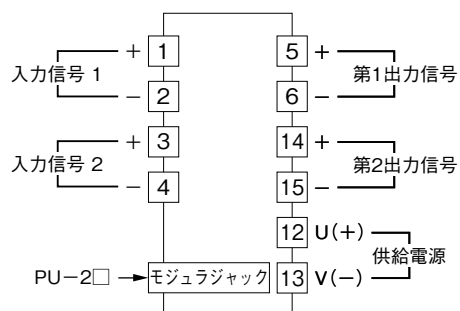 + 1 5 +
入力信号 1 第1出力信号
− 2 6 −
+ 3 14 +
入力信号 2 第2出力信号
− 4 15 −
12 U(+)
供給電源
PU−2□ モジュラジャック 13 V(−)